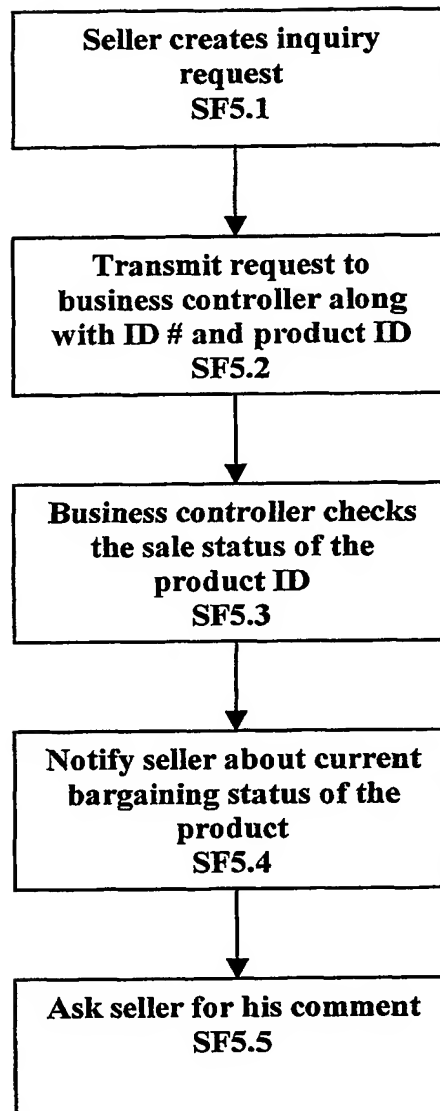 Seller creates inquiry
request
SF5.1
Transmit request to
business controller along
with ID # and product ID
SF5.2
Business controller checks
the sale status of the
product ID
SF5.3
Notify seller about current
bargaining status of the
product
SF5.4
Ask seller for his comment
SF5.5